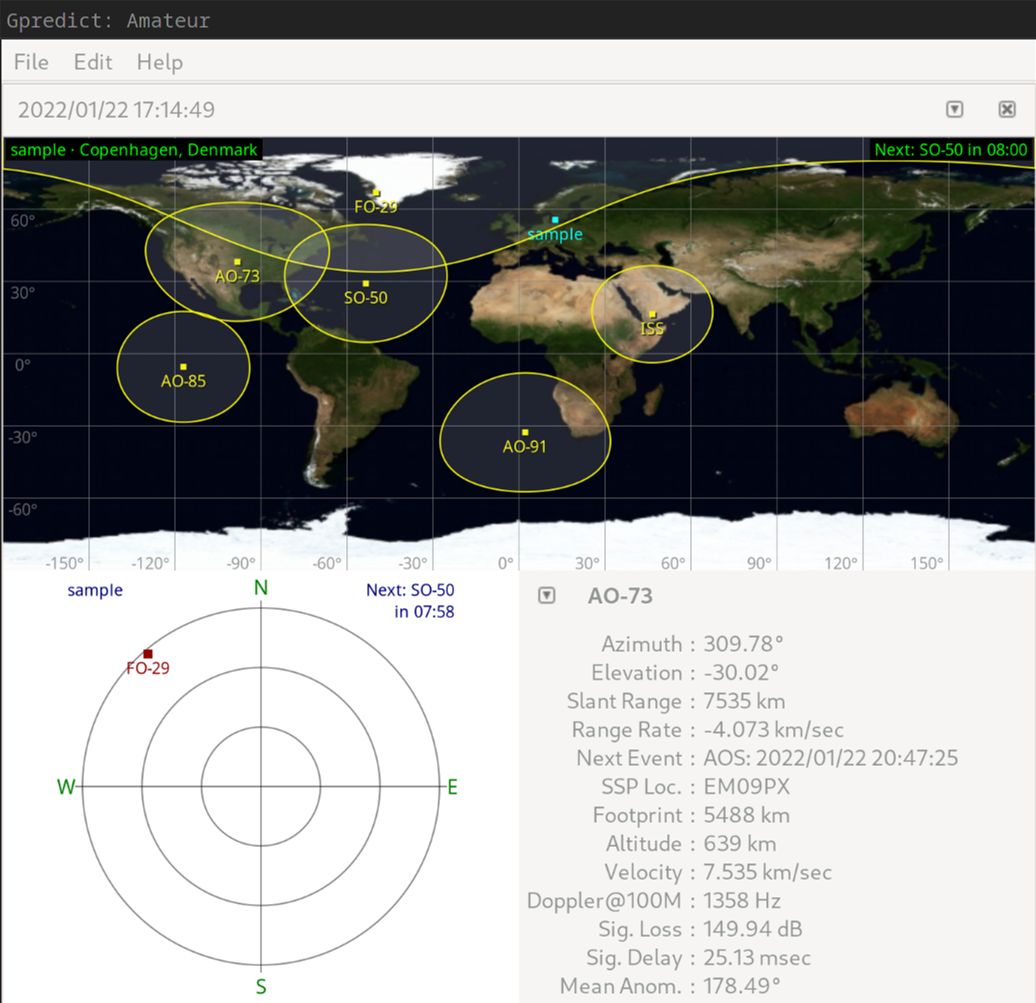 Gpredict: Amateur
File Edit Help
2022/01/22 17:14:49
sample · Copenhagen, Denmark
Next: SO-50 in 08:00
FO-29
60°
sample
AO-73
30°
SO-50
ISS
0°
AO-85
-30°
AO-91
-60°
-150° -120° -90° -60° -30° 0° 30° 60° 90° 120° 150°
sample
N
Next: SO-50
in 07:58
FO-29
W
E
S
AO-73
Azimuth : 309.78°
Elevation : -30.02°
Slant Range : 7535 km
Range Rate : -4.073 km/sec
Next Event : AOS: 2022/01/22 20:47:25
SSP Loc. : EM09PX
Footprint : 5488 km
Altitude : 639 km
Velocity : 7.535 km/sec
Doppler@100M : 1358 Hz
Sig. Loss : 149.94 dB
Sig. Delay : 25.13 msec
Mean Anom. : 178.49°